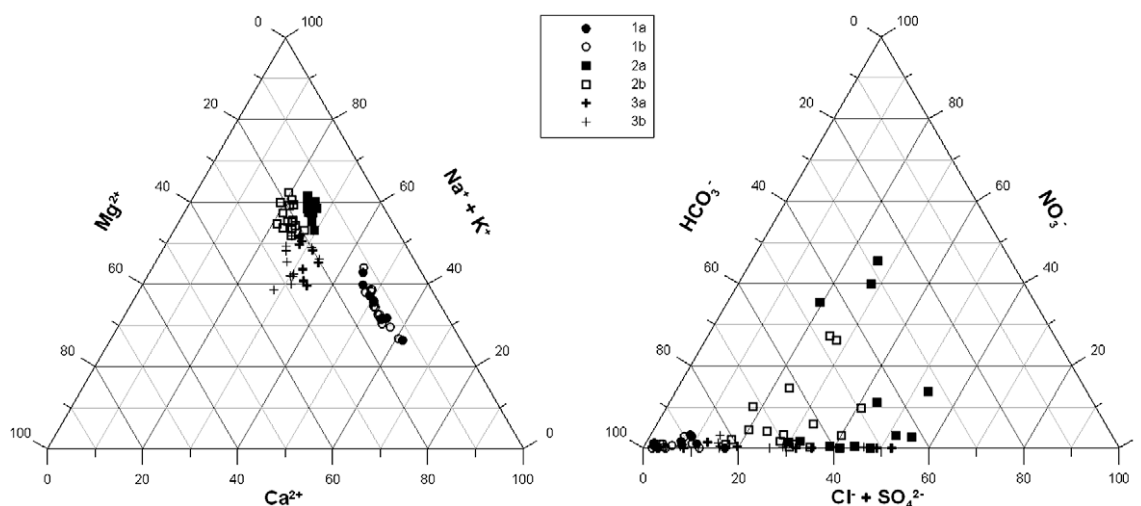 0 100
20 80
40 60
60 40
80 20
100 0
0 20 40 60 80 100
Mg²⁺
Na⁺ + K⁺
Ca²⁺
1a
1b
2a
2b
3a
3b
0 100
20 80
40 60
60 40
80 20
100 0
0 20 40 60 80 100
HCO₃⁻
NO₃⁻
Cl⁻ + SO₄²⁻